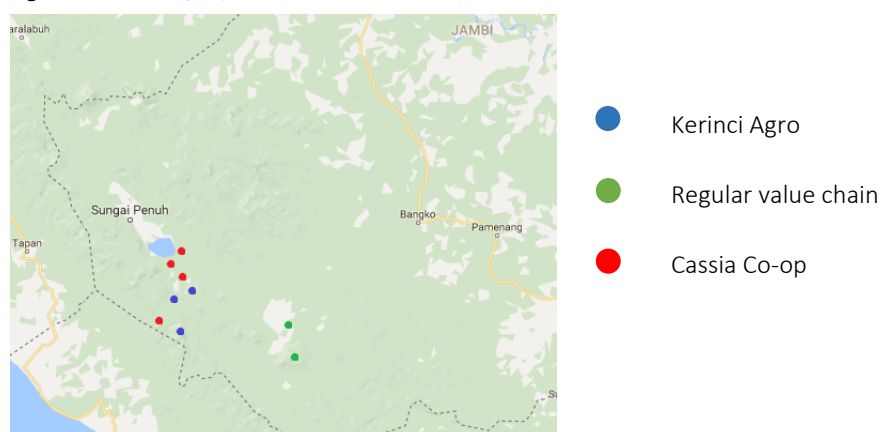 aralabuh
JAMBI
Kerinci Agro
Regular value chain
Sungai Penuh
Bangko
Pamenang
Tapan
Cassia Co-op